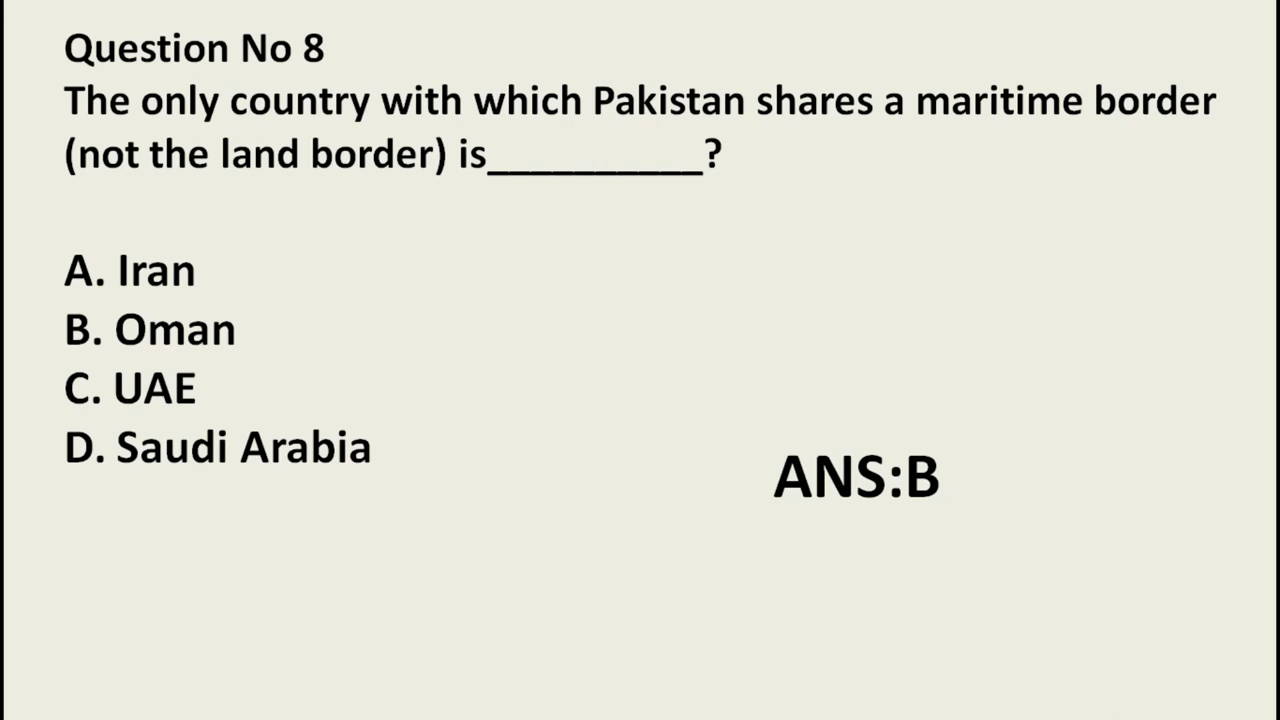 Question No 8
The only country with which Pakistan shares a maritime border
(not the land border) is__________?
A. Iran
B. Oman
C. UAE
D. Saudi Arabia
ANS:B